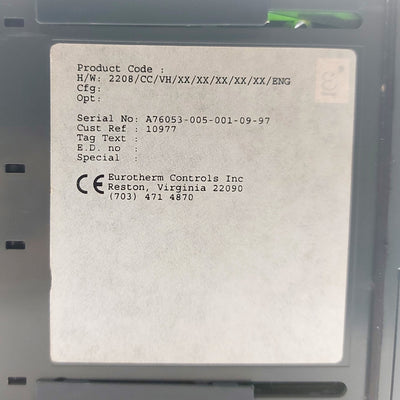 Product Code :
H/W: 2208/CC/VH/XX/XX/XX/XX/XX/ENG
Cfg:
Opt:
Serial No: A76053-005-001-09-97
Cust Ref : 10977
Tag Text :
E.D. no :
Special :
CE Eurotherm Controls Inc
Reston, Virginia 22090
(703) 471 4870